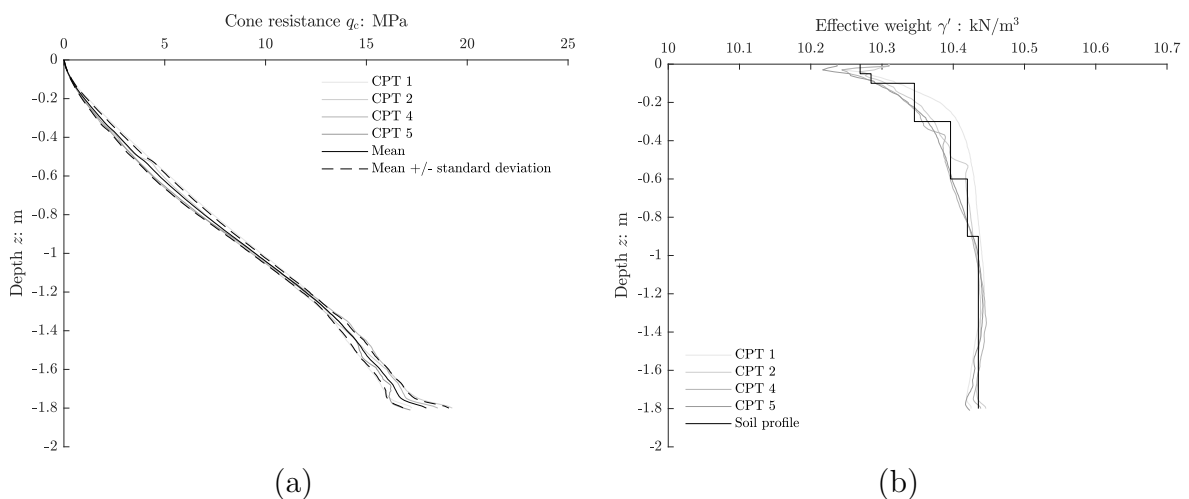 Cone resistance q_c: MPa
0 5 10 15 20 25
0
-0.2
-0.4
-0.6
-0.8
-1
-1.2
-1.4
-1.6
-1.8
-2
Depth z: m
CPT 1
CPT 2
CPT 4
CPT 5
Mean
Mean +/- standard deviation
(a)
Effective weight γ′ : kN/m³
10 10.1 10.2 10.3 10.4 10.5 10.6 10.7
0
-0.2
-0.4
-0.6
-0.8
-1
-1.2
-1.4
-1.6
-1.8
-2
Depth z: m
CPT 1
CPT 2
CPT 4
CPT 5
Soil profile
(b)